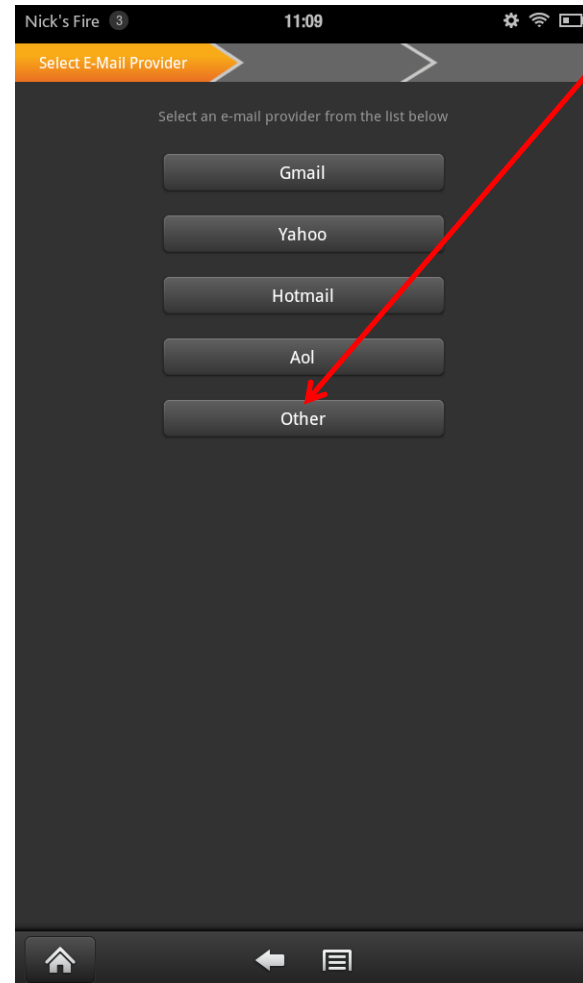 Nick's Fire 3 11:09
Select E-Mail Provider
Select an e-mail provider from the list below
Gmail
Yahoo
Hotmail
Aol
Other